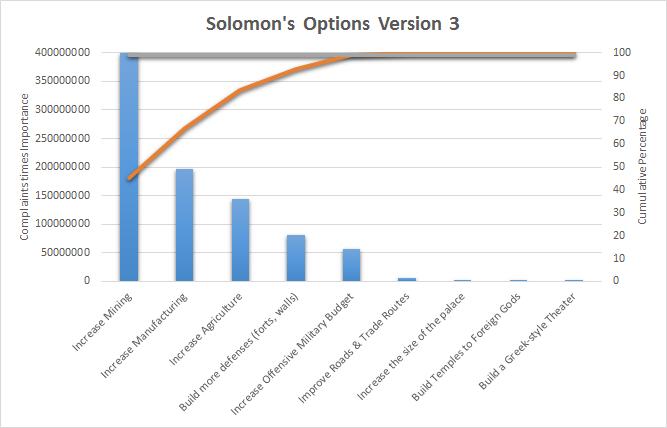 Solomon's Options Version 3
400000000
350000000
300000000
250000000
200000000
150000000
100000000
50000000
0
Complaints times Importance
100
90
80
70
60
50
40
30
20
10
0
Cumulative Percentage
Increase Mining
Increase Manufacturing
Increase Agriculture
Build more defenses (forts, walls)
Increase Offensive Military Budget
Improve Roads & Trade Routes
Increase the size of the palace
Build Temples to Foreign Gods
Build a Greek-style Theater